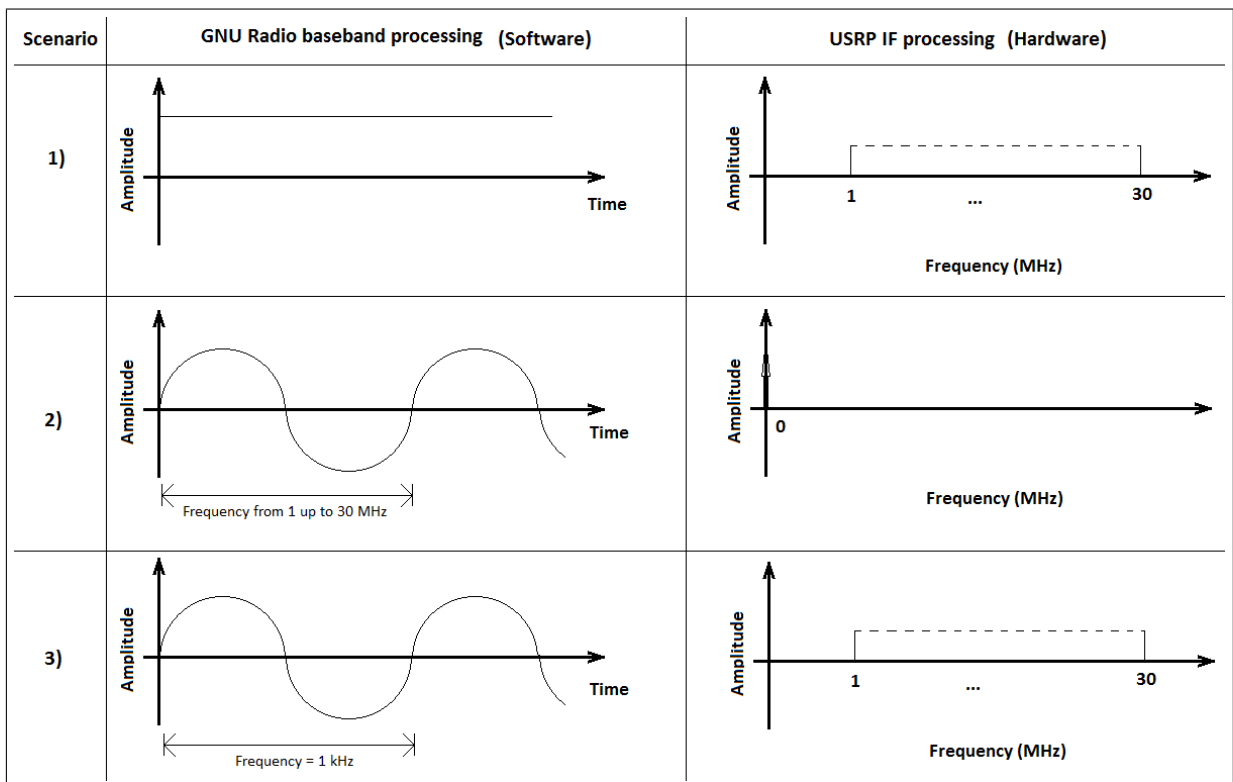 Scenario
GNU Radio baseband processing (Software)
USRP IF processing (Hardware)
1)
Amplitude
Time
Amplitude
1
...
30
Frequency (MHz)
2)
Amplitude
Time
Frequency from 1 up to 30 MHz
Amplitude
0
Frequency (MHz)
3)
Amplitude
Time
Frequency = 1 kHz
Amplitude
1
...
30
Frequency (MHz)